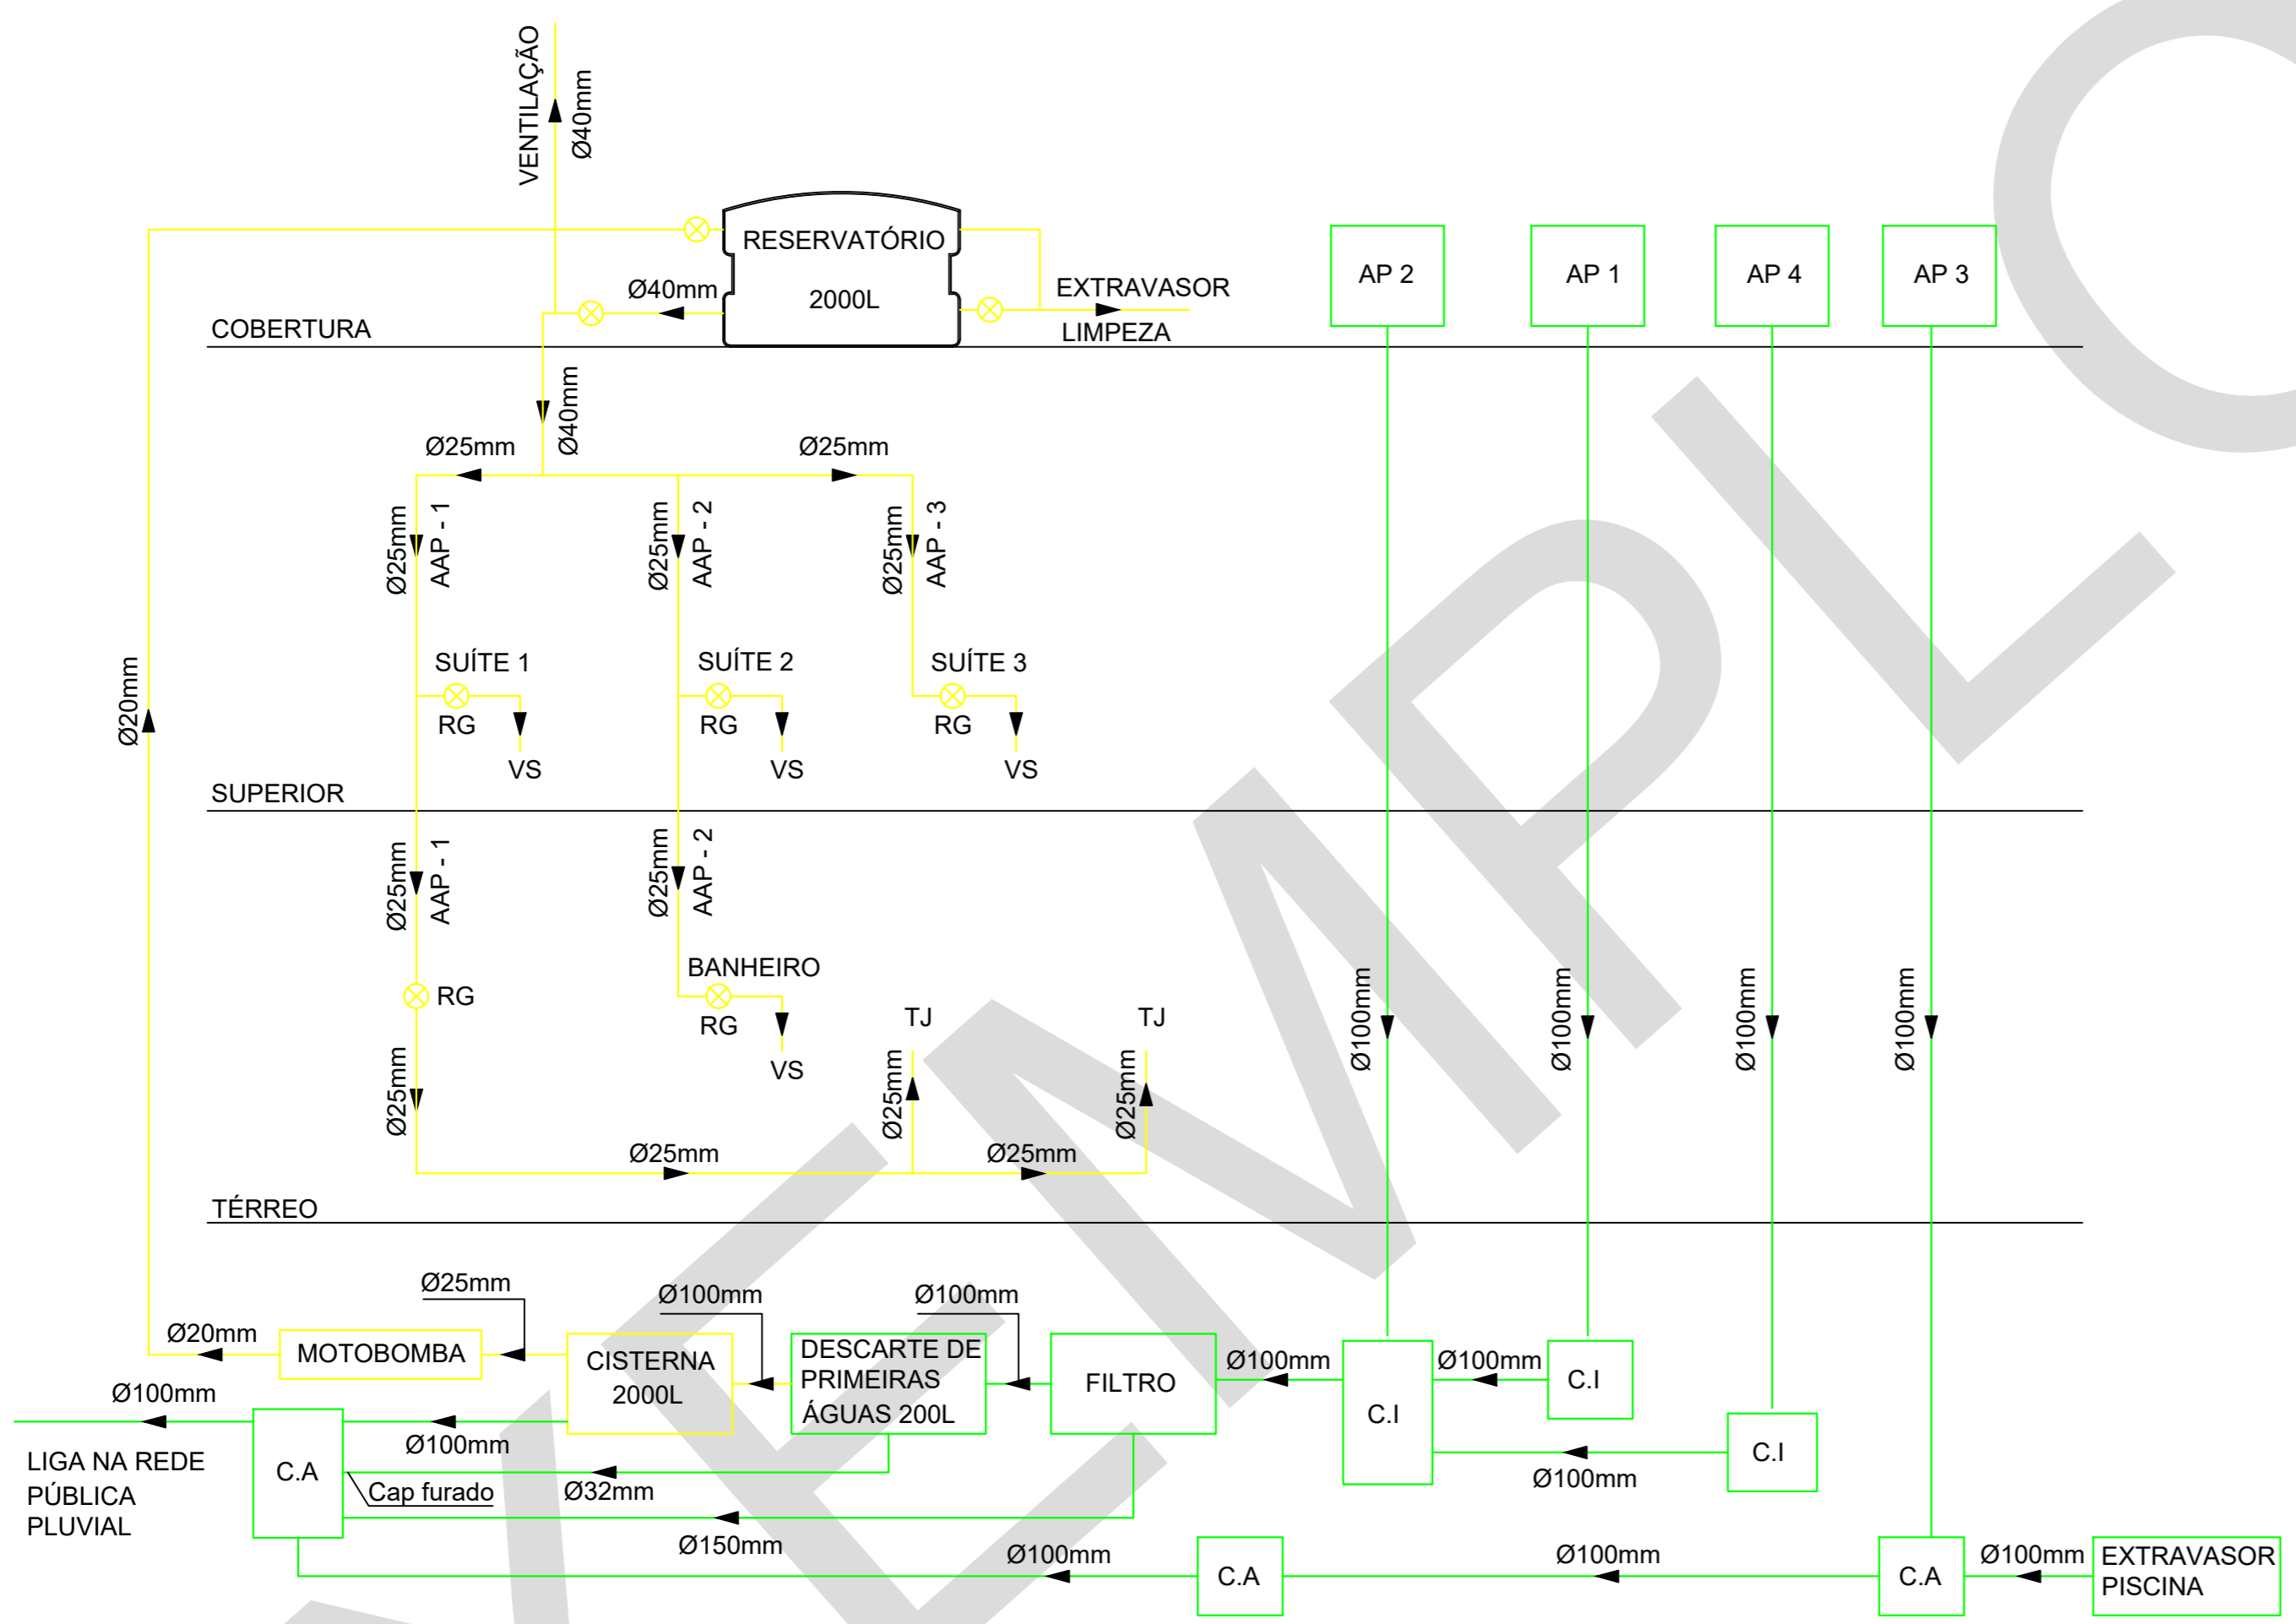 VENTILAÇÃO
Ø40mm
RESERVATÓRIO
2000L
Ø40mm
EXTRAVASOR
LIMPEZA
AP 2
AP 1
AP 4
AP 3
COBERTURA
Ø40mm
Ø25mm
Ø25mm
Ø25mm
AAP - 1
Ø25mm
AAP - 2
Ø25mm
AAP - 3
SUÍTE 1
RG
VS
SUÍTE 2
RG
VS
SUÍTE 3
RG
VS
Ø20mm
SUPERIOR
Ø25mm
AAP - 1
Ø25mm
AAP - 2
RG
BANHEIRO
RG
VS
TJ
TJ
Ø25mm
Ø25mm
Ø25mm
Ø25mm
Ø25mm
Ø100mm
Ø100mm
Ø100mm
Ø100mm
TÉRREO
Ø25mm
Ø100mm
Ø100mm
Ø20mm
MOTOBOMBA
CISTERNA
2000L
DESCARTE DE
PRIMEIRAS
ÁGUAS 200L
FILTRO
Ø100mm
C.I
Ø100mm
C.I
Ø100mm
C.I
Ø100mm
LIGA NA REDE
PÚBLICA
PLUVIAL
C.A
Ø100mm
Cap furado
Ø32mm
Ø150mm
Ø100mm
C.A
Ø100mm
C.A
Ø100mm
EXTRAVASOR
PISCINA
EXEMPLO